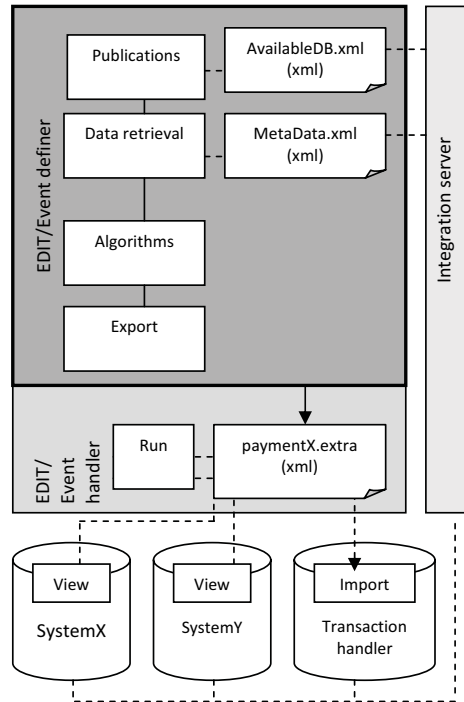 Publications
AvailableDB.xml
(xml)
Data retrieval
MetaData.xml
(xml)
Algorithms
Export
EDIT/Event definer
Integration server
EDIT/
Event
handler
Run
paymentX.extra
(xml)
View
SystemX
View
SystemY
Import
Transaction
handler